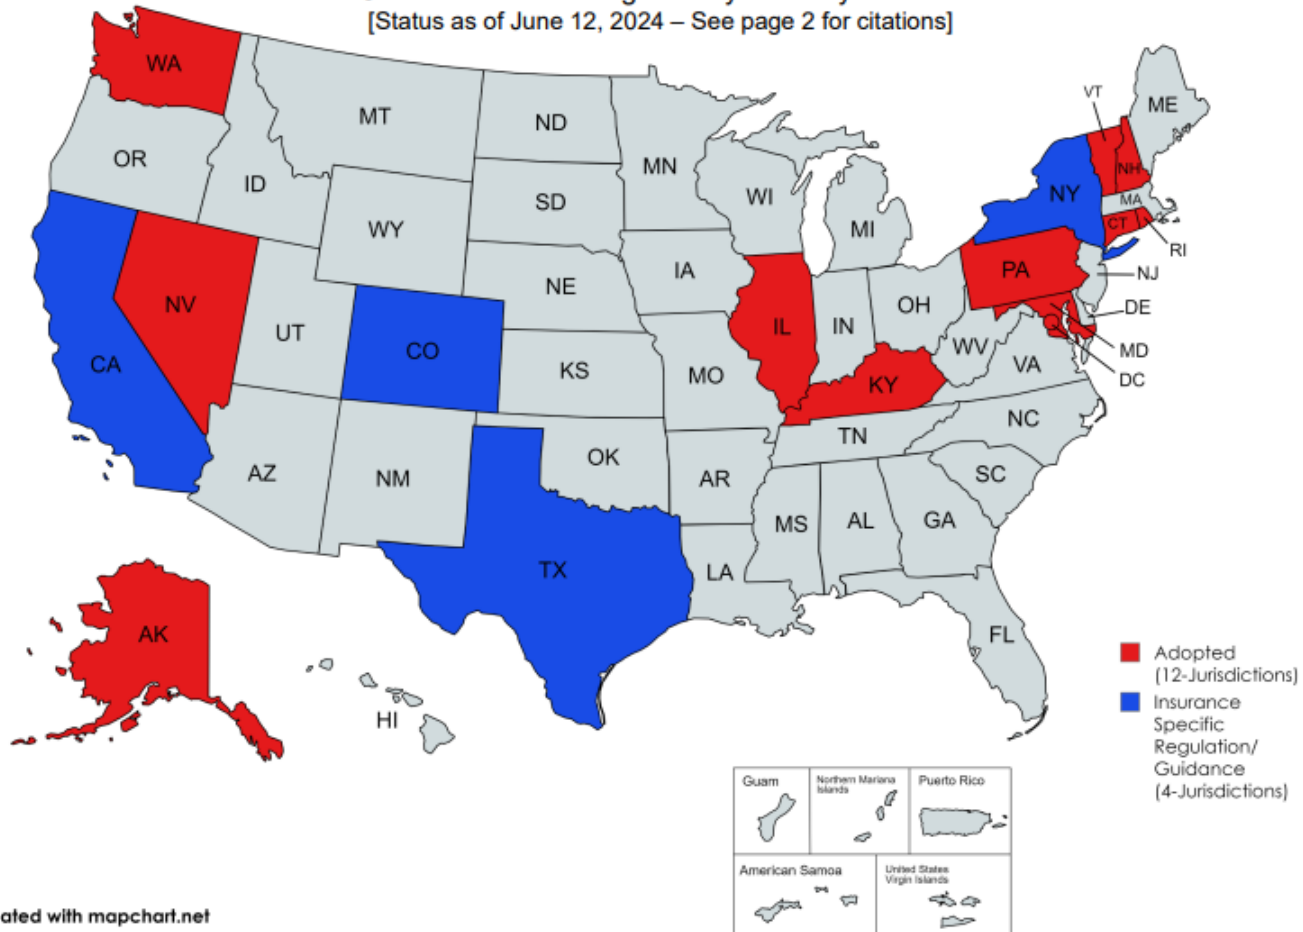 [Status as of June 12, 2024 – See page 2 for citations]
WA
MT
ND
MN
VT
ME
OR
ID
SD
WI
MI
NH
NY
MA
CT
RI
WY
IA
PA
NJ
NV
NE
OH
DE
UT
IL
IN
WV
MD
CA
CO
KS
MO
KY
VA
DC
NC
TN
AZ
NM
OK
AR
SC
MS
AL
GA
TX
LA
AK
FL
HI
Adopted
(12-Jurisdictions)
Insurance
Specific
Regulation/
Guidance
(4-Jurisdictions)
Guam
Northern Mariana
Islands
Puerto Rico
American Samoa
United States
Virgin Islands
ated with mapchart.net